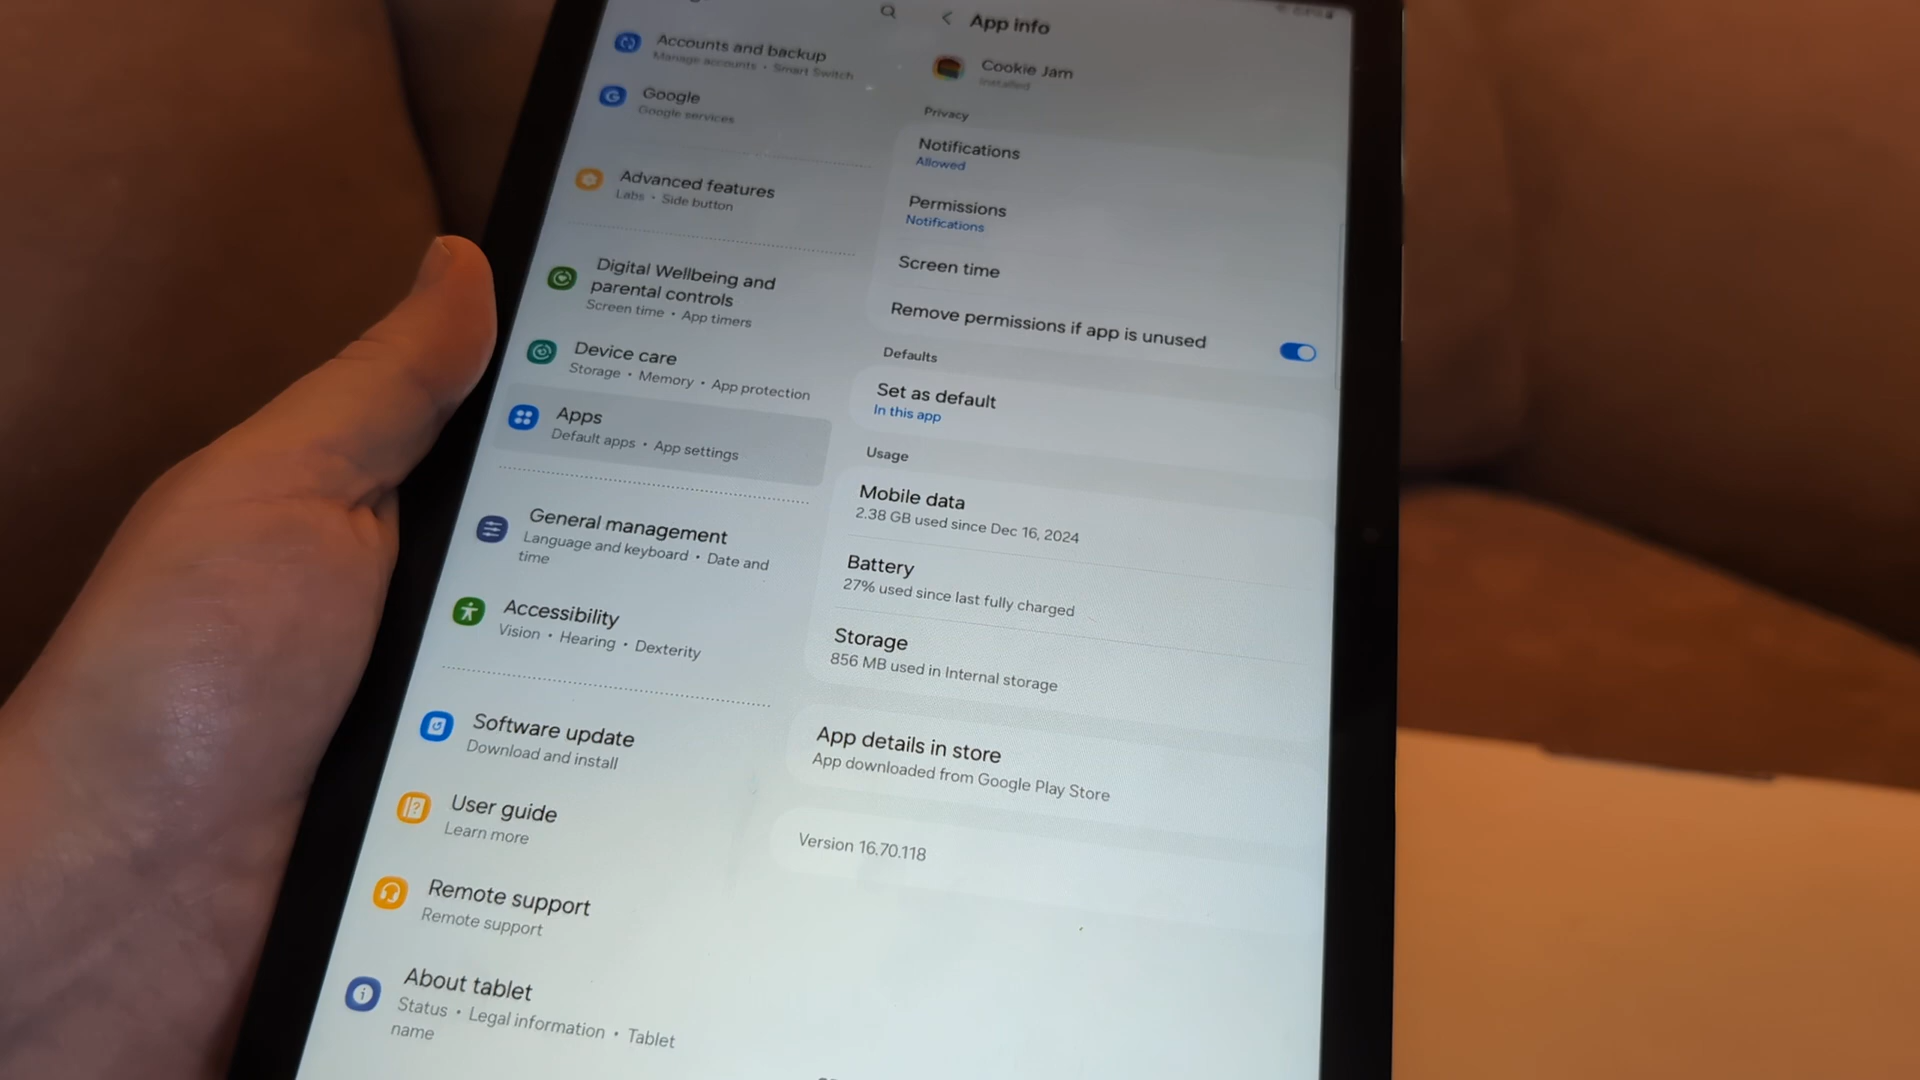 Accounts and backup
Manage accounts • Smart Switch
Google
Google services
Advanced features
Labs • Side button
Digital Wellbeing and
parental controls
Screen time • App timers
Device care
Storage • Memory • App protection
Apps
Default apps • App settings
General management
Language and keyboard • Date and
time
Accessibility
Vision • Hearing • Dexterity
Software update
Download and install
User guide
Learn more
Remote support
Remote support
About tablet
Status • Legal information • Tablet
name
App info
Cookie Jam
Installed
Privacy
Notifications
Allowed
Permissions
Notifications
Screen time
Remove permissions if app is unused
Defaults
Set as default
In this app
Usage
Mobile data
2.38 GB used since Dec 16, 2024
Battery
27% used since last fully charged
Storage
856 MB used in Internal storage
App details in store
App downloaded from Google Play Store
Version 16.70.118